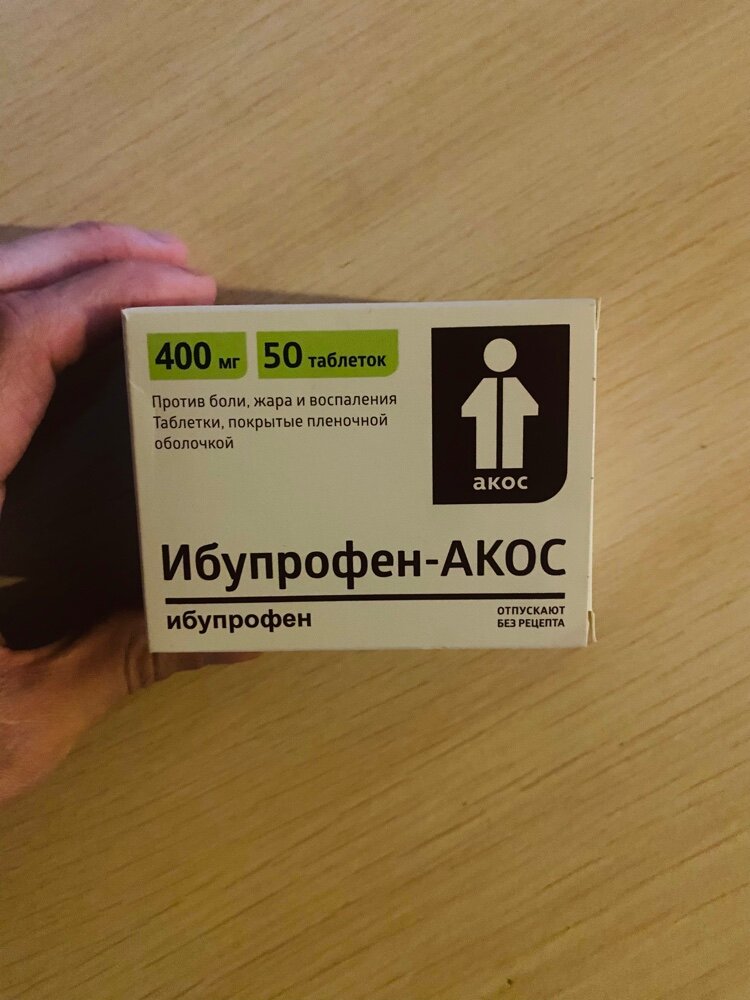 400 мг 50 таблеток
Против боли, жара и воспаления
Таблетки, покрытые пленочной
оболочкой
акос
Ибупрофен-АКОС
ибупрофен
ОТПУСКАЮТ
БЕЗ РЕЦЕПТА